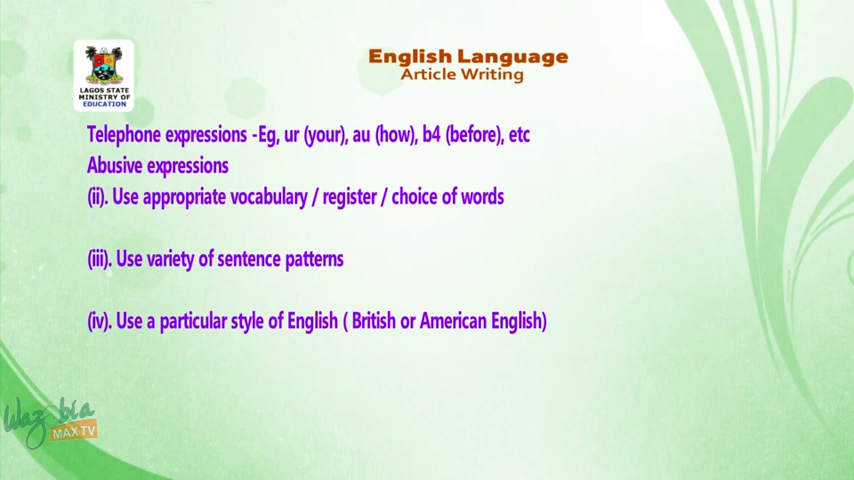 English Language
Article Writing
LAGOS STATE
MINISTRY OF
EDUCATION
Telephone expressions -Eg, ur (your), au (how), b4 (before), etc
Abusive expressions
(ii). Use appropriate vocabulary / register / choice of words
(iii). Use variety of sentence patterns
(iv). Use a particular style of English ( British or American English)
Wazobia
MAX TV